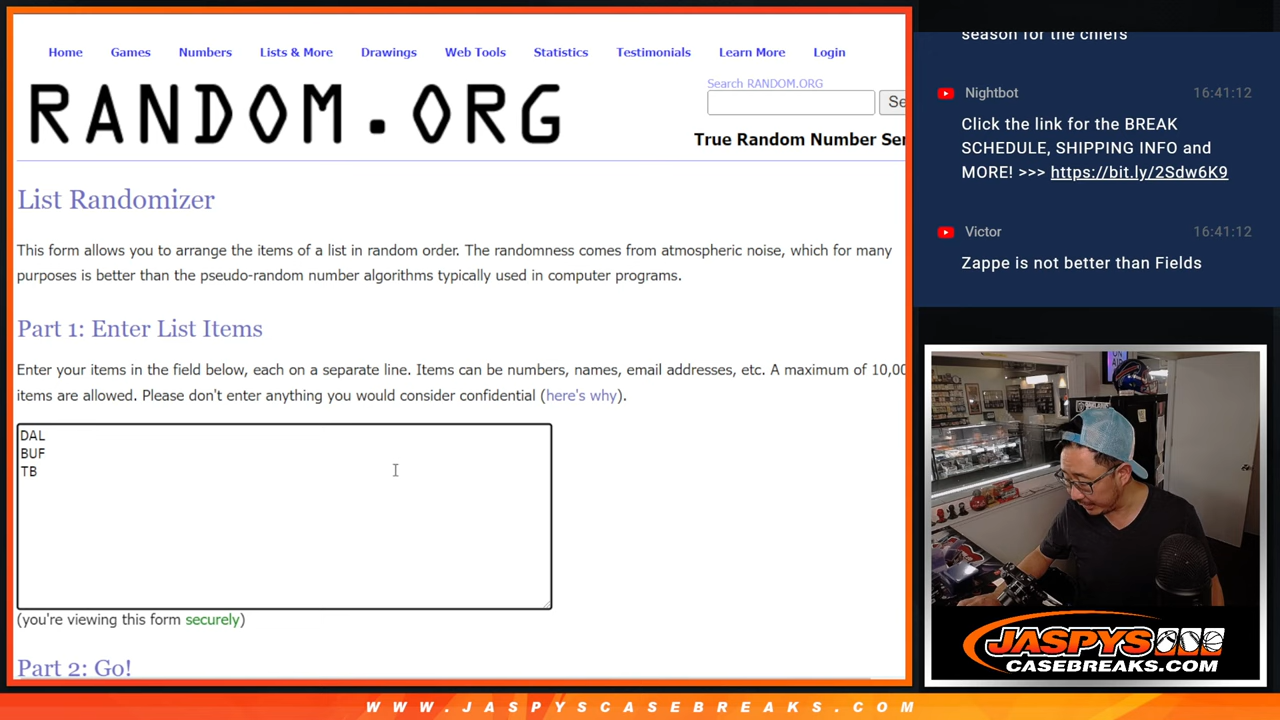 Home Games Numbers Lists & More Drawings Web Tools Statistics Testimonials Learn More Login
RANDOM.ORG
Search RANDOM.ORG
Se
True Random Number Ser
List Randomizer
This form allows you to arrange the items of a list in random order. The randomness comes from atmospheric noise, which for many
purposes is better than the pseudo-random number algorithms typically used in computer programs.
Part 1: Enter List Items
Enter your items in the field below, each on a separate line. Items can be numbers, names, email addresses, etc. A maximum of 10,00
items are allowed. Please don't enter anything you would consider confidential (here's why).
DAL
BUF
TB
(you're viewing this form securely)
Part 2: Go!
season for the chiefs
Nightbot 16:41:12
Click the link for the BREAK
SCHEDULE, SHIPPING INFO and
MORE! >>> https://bit.ly/2Sdw6K9
Victor 16:41:12
Zappe is not better than Fields
JASPYS
CASEBREAKS.COM
WWW.JASPYSCASEBREAKS.COM